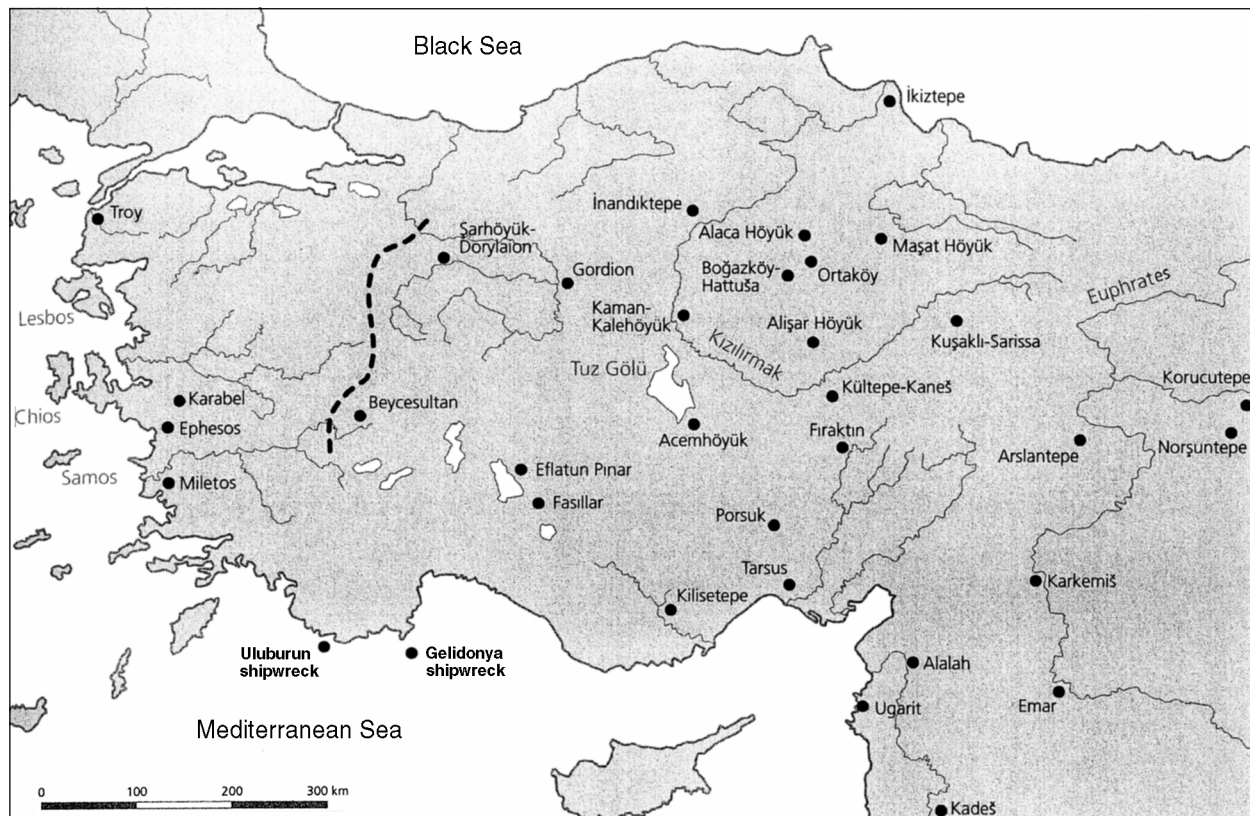 Black Sea
İkiztepe
Troy
İnandıktepe
Şarhöyük-
Dorylaion
Alaca Höyük
Maşat Höyük
Gordion
Boğazköy-
Hattuša
Ortaköy
Euphrates
Lesbos
Kaman-
Kalehöyük
Alişar Höyük
Kuşaklı-Sarissa
Kızılırmak
Tuz Gölü
Korucutepe
Kültepe-Kaneš
Karabel
Beycesultan
Chios
Ephesos
Acemhöyük
Fıraktın
Arslantepe
Norşuntepe
Samos
Miletos
Eflatun Pınar
Fasıllar
Porsuk
Tarsus
Karkemiš
Kilisetepe
Uluburun
shipwreck
Gelidonya
shipwreck
Alalah
Ugarit
Emar
Mediterranean Sea
0 100 200 300 km
Kadeš